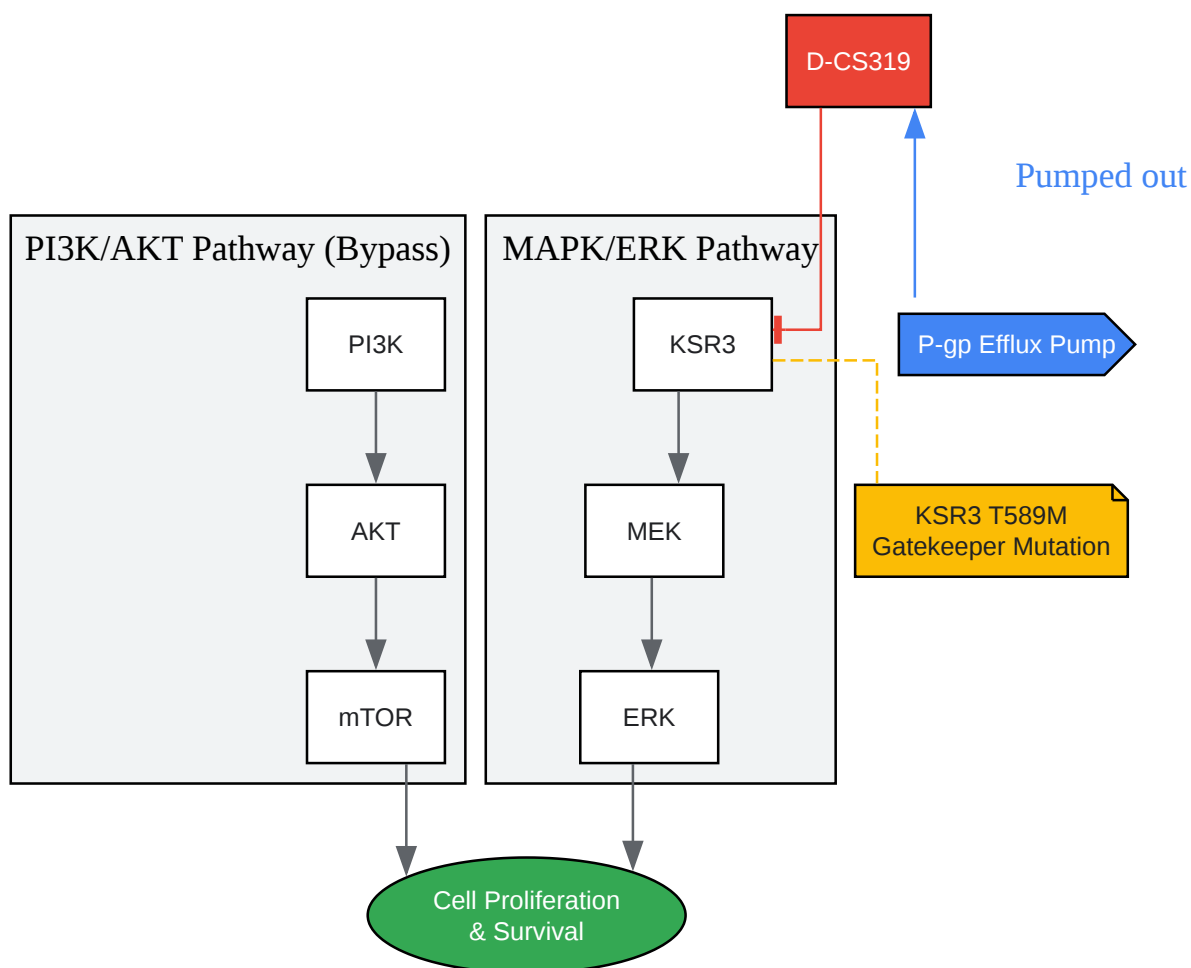 D-CS319
Pumped out
PI3K/AKT Pathway (Bypass)
MAPK/ERK Pathway
PI3K
KSR3
P-gp Efflux Pump
AKT
MEK
KSR3 T589M
Gatekeeper Mutation
mTOR
ERK
Cell Proliferation
& Survival